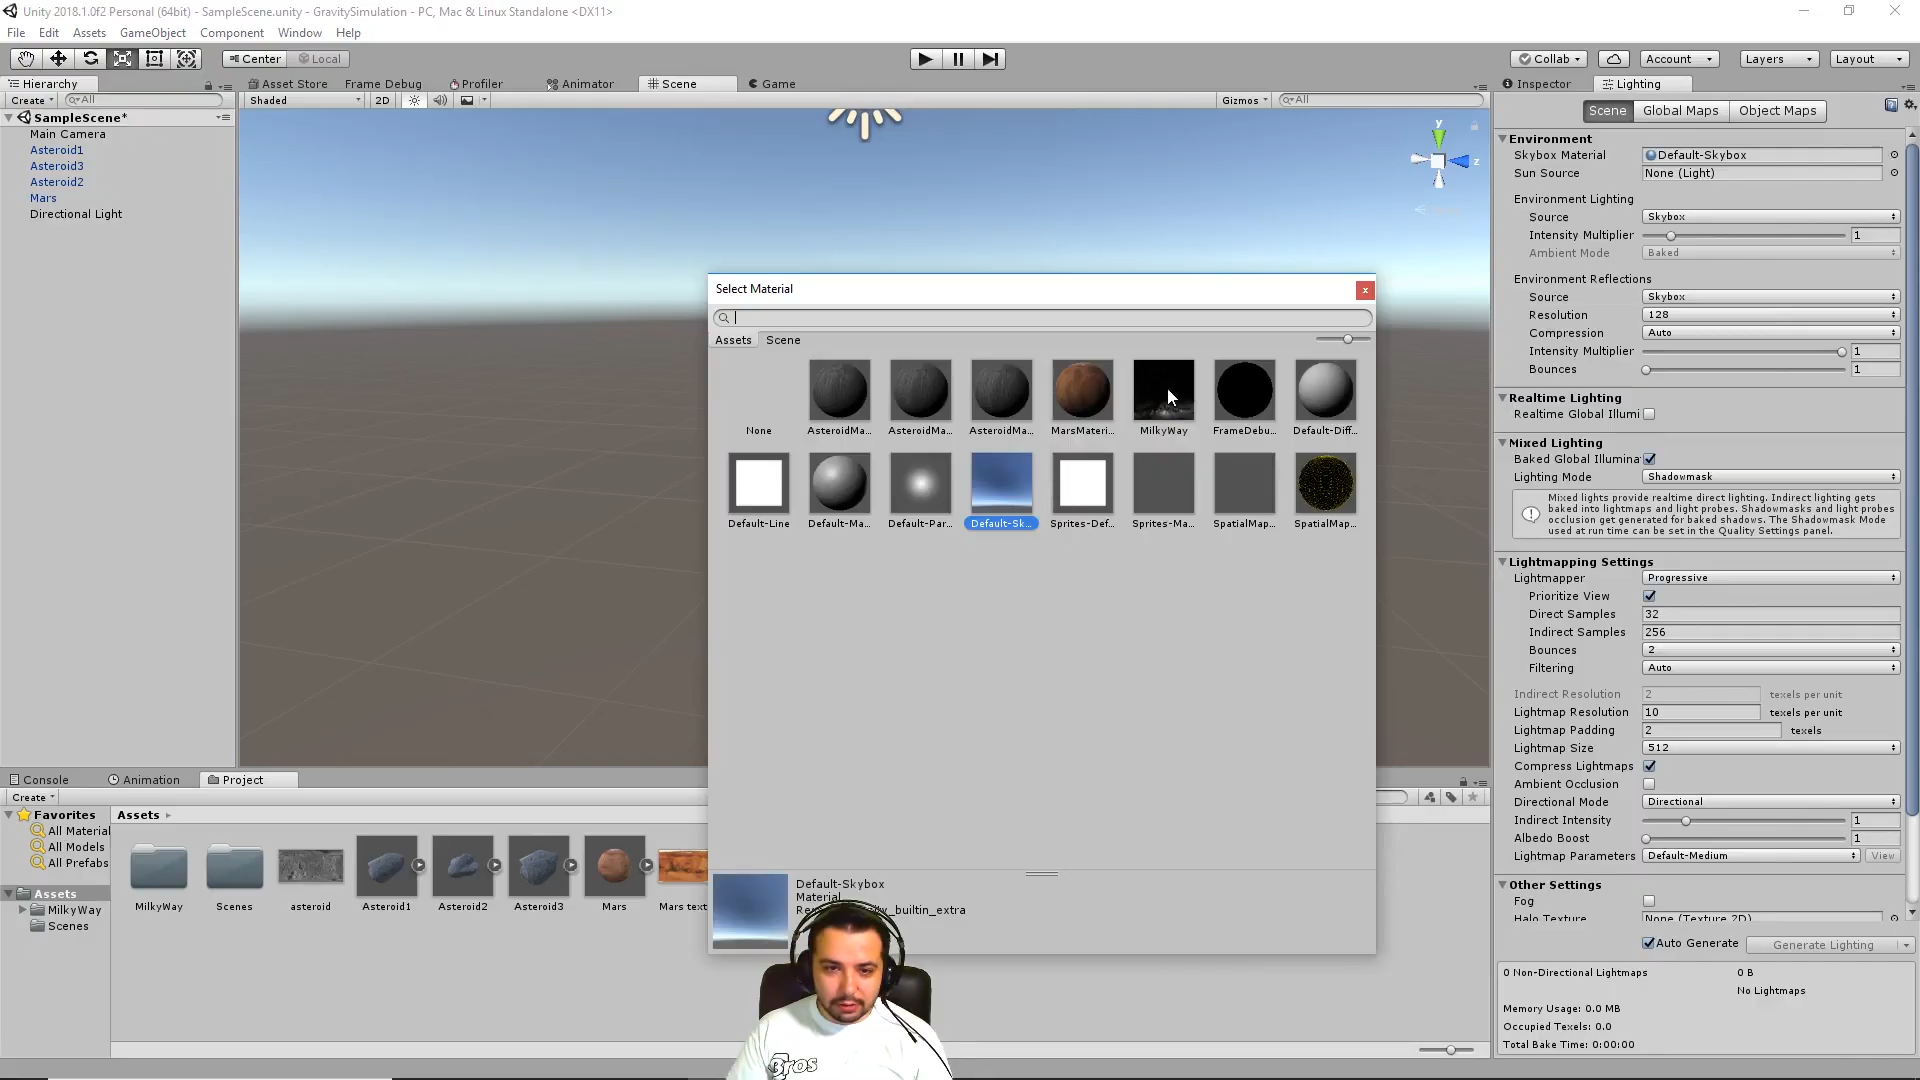 Unity 2018.1.0f2 Personal (64bit) - SampleScene.unity - GravitySimulation - PC, Mac & Linux Standalone <DX11>
File Edit Assets GameObject Component Window Help
Center Local
Collab Account Layers Layout
Hierarchy
Create All
SampleScene*
Main Camera
Asteroid1
Asteroid3
Asteroid2
Mars
Directional Light
Asset Store Frame Debug Profiler Animator Scene Game
Shaded 2D Gizmos All
y
z
Select Material
Assets Scene
None AsteroidMa... AsteroidMa... AsteroidMa... MarsMateri... MilkyWay FrameDebu... Default-Diff...
Default-Line Default-Ma... Default-Par... Default-Sk... Sprites-Def... Sprites-Ma... SpatialMap... SpatialMap...
Default-Skybox
Material
_builtin_extra
Inspector Lighting
Scene Global Maps Object Maps
Environment
Skybox Material Default-Skybox
Sun Source None (Light)
Environment Lighting
Source Skybox
Intensity Multiplier 1
Ambient Mode Baked
Environment Reflections
Source Skybox
Resolution 128
Compression Auto
Intensity Multiplier 1
Bounces 1
Realtime Lighting
Realtime Global Illumi
Mixed Lighting
Baked Global Illumina
Lighting Mode Shadowmask
Mixed lights provide realtime direct lighting. Indirect lighting gets
baked into lightmaps and light probes. Shadowmasks and light probes
occlusion get generated for baked shadows. The Shadowmask Mode
used at run time can be set in the Quality Settings panel.
Lightmapping Settings
Lightmapper Progressive
Prioritize View
Direct Samples 32
Indirect Samples 256
Bounces 2
Filtering Auto
Indirect Resolution 2 texels per unit
Lightmap Resolution 10 texels per unit
Lightmap Padding 2 texels
Lightmap Size 512
Compress Lightmaps
Ambient Occlusion
Directional Mode Directional
Indirect Intensity 1
Albedo Boost 1
Lightmap Parameters Default-Medium View
Other Settings
Fog
Halo Texture None (Texture 2D)
Auto Generate Generate Lighting
0 Non-Directional Lightmaps 0 B
No Lightmaps
Memory Usage: 0.0 MB
Occupied Texels: 0.0
Total Bake Time: 0:00:00
Console Animation Project
Create
Favorites
All Material
All Models
All Prefabs
Assets
MilkyWay
Scenes
Assets
MilkyWay Scenes asteroid Asteroid1 Asteroid2 Asteroid3 Mars Mars text
Bros